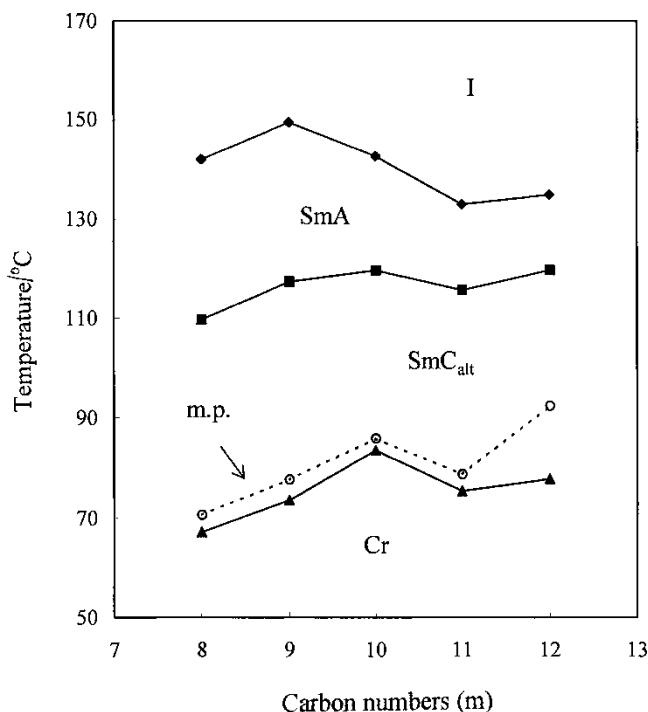 170
150
130
110
90
70
50
Temperature/°C
I
SmA
SmCalt
m.p.
Cr
7 8 9 10 11 12 13
Carbon numbers (m)